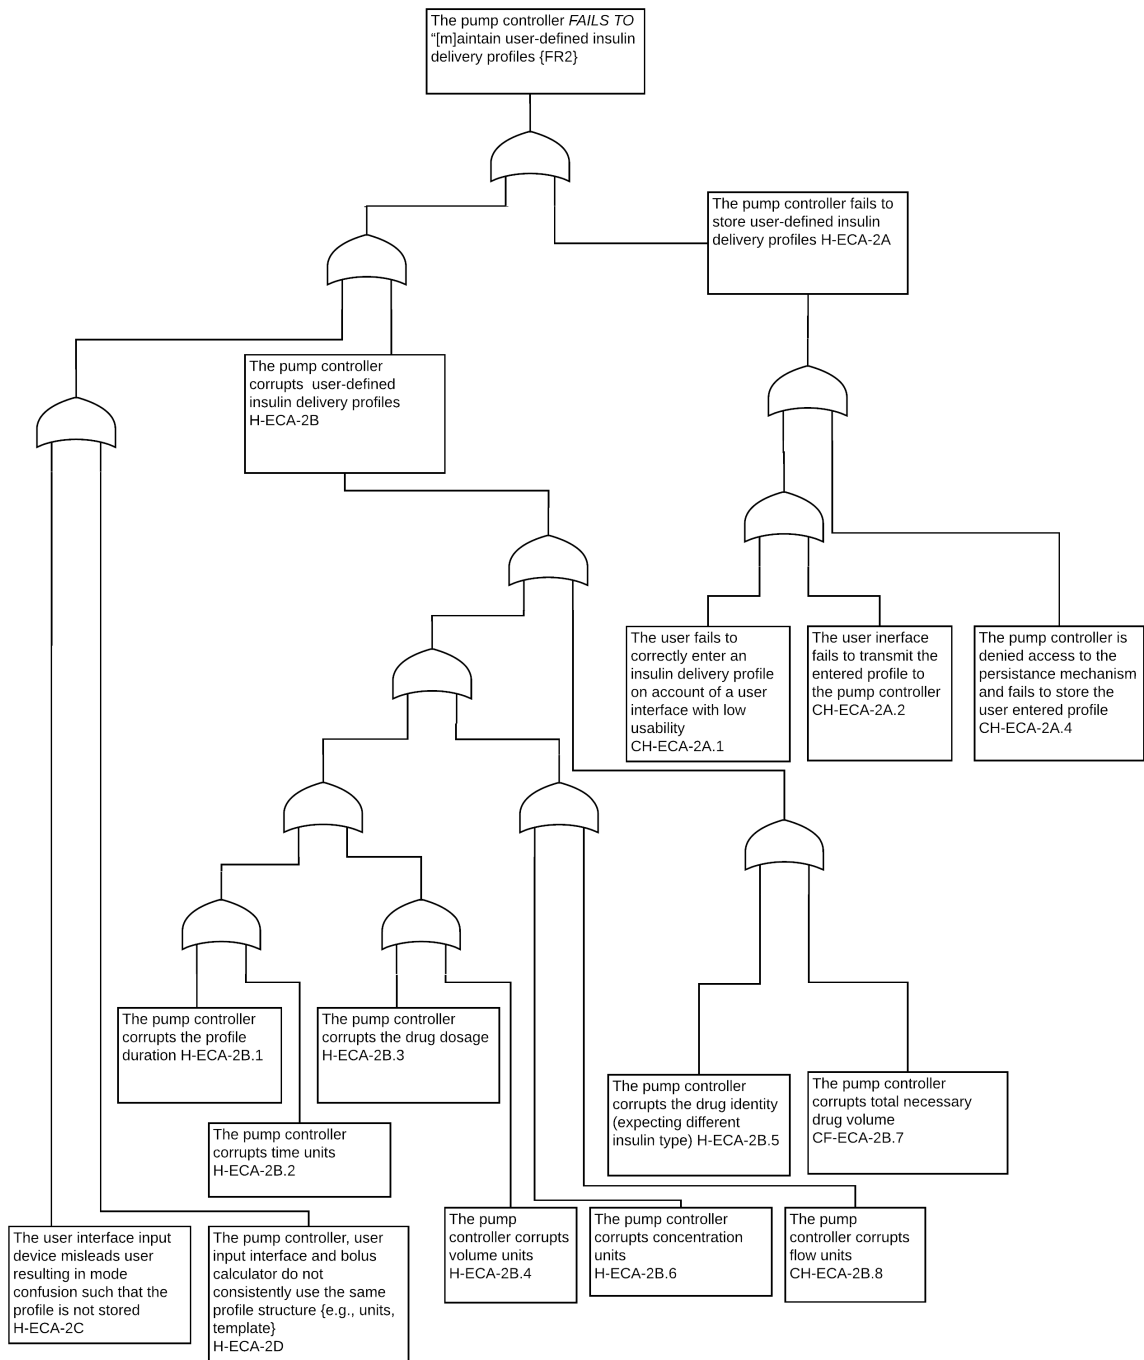 The pump controller FAILS TO
“[m]aintain user-defined insulin
delivery profiles {FR2}
The pump controller fails to
store user-defined insulin
delivery profiles H-ECA-2A
The pump controller
corrupts  user-defined
insulin delivery profiles
H-ECA-2B
The user fails to
correctly enter an
insulin delivery profile
on account of a user
interface with low
usability
CH-ECA-2A.1
The user inerface
fails to transmit the
entered profile to
the pump controller
CH-ECA-2A.2
The pump controller is
denied access to the
persistance mechanism
and fails to store the
user entered profile
CH-ECA-2A.4
The pump controller
corrupts the profile
duration H-ECA-2B.1
The pump controller
corrupts the drug dosage
H-ECA-2B.3
The pump controller
corrupts the drug identity
(expecting different
insulin type) H-ECA-2B.5
The pump controller
corrupts total necessary
drug volume
CF-ECA-2B.7
The pump controller
corrupts time units
H-ECA-2B.2
The user interface input
device misleads user
resulting in mode
confusion such that the
profile is not stored
H-ECA-2C
The pump controller, user
input interface and bolus
calculator do not
consistently use the same
profile structure {e.g., units,
template}
H-ECA-2D
The pump
controller corrupts
volume units
H-ECA-2B.4
The pump controller
corrupts concentration
units
H-ECA-2B.6
The pump
controller corrupts
flow units
CH-ECA-2B.8